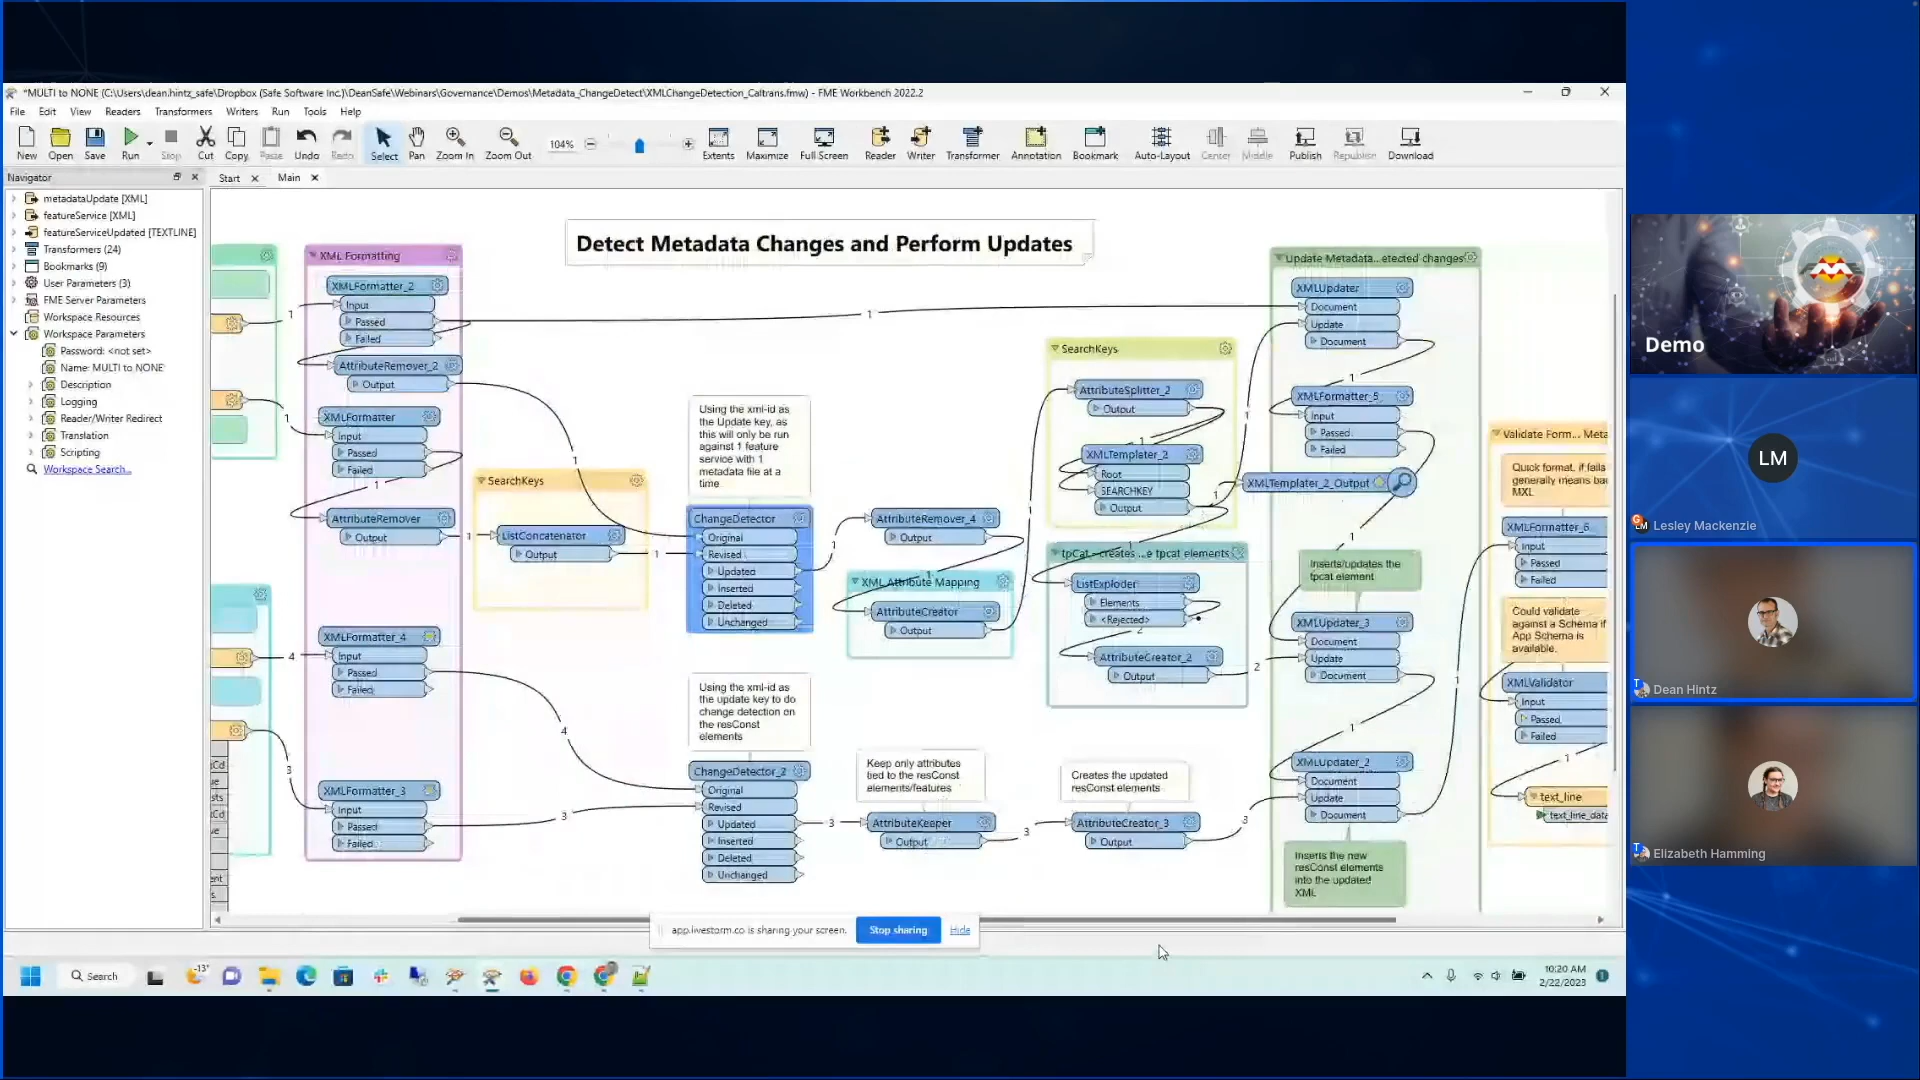 *MULTI to NONE (C:\Users\dean.hintz_safe\Dropbox (Safe Software Inc.)\DeanSafe\Webinars\Governance\Demos\Metadata_ChangeDetect\XMLChangeDetection_Caltrans.fmw) - FME Workbench 2022.2
File Edit View Readers Transformers Writers Run Tools Help
New Open Save Run Stop Cut Copy Paste Undo Redo Select Pan Zoom In Zoom Out 104% Extents Maximize Full Screen Reader Writer Transformer Annotation Bookmark Auto-Layout Center Middle Publish Republish Download
Navigator
Start
Main
metadataUpdate [XML]
featureService [XML]
featureServiceUpdated [TEXTLINE]
Transformers (24)
Bookmarks (9)
User Parameters (3)
FME Server Parameters
Workspace Resources
Workspace Parameters
Password: <not set>
Name: MULTI to NONE
Description
Logging
Reader/Writer Redirect
Translation
Scripting
Workspace Search...
Detect Metadata Changes and Perform Updates
XML Formatting
XMLFormatter_2
Input
Passed
Failed
AttributeRemover_2
Output
XMLFormatter
Input
Passed
Failed
AttributeRemover
Output
XMLFormatter_4
Input
Passed
Failed
XMLFormatter_3
Input
Passed
Failed
SearchKeys
ListConcatenator
Output
Using the xml-id as
the Update key, as
this will only be run
against 1 feature
service with 1
metadata file at a
time
ChangeDetector
Original
Revised
Updated
Inserted
Deleted
Unchanged
Using the xml-id as
the update key to do
change detection on
the resConst
elements
ChangeDetector_2
Original
Revised
Updated
Inserted
Deleted
Unchanged
AttributeRemover_4
Output
XML Attribute Mapping
AttributeCreator
Output
Keep only attributes
tied to the resConst
elements/features
AttributeKeeper
Output
SearchKeys
AttributeSplitter_2
Output
XMLTemplater_2
Root
SEARCHKEY
Output
tpCat - creates ...e tpcat elements
ListExploder
Elements
<Rejected>
AttributeCreator_2
Output
Creates the updated
resConst elements
AttributeCreator_3
Output
XMLTemplater_2_Output
Update Metadata...etected changes
XMLUpdater
Document
Update
Document
XMLFormatter_5
Input
Passed
Failed
Inserts/updates the
tpcat element
XMLUpdater_3
Document
Update
Document
XMLUpdater_2
Document
Update
Document
Inserts the new
resConst elements
into the updated
XML
Validate Form... Meta
Quick format, if fails
generally means ba
MXL
XMLFormatter_6
Input
Passed
Failed
Could validate
against a Schema if
App Schema is
available.
XMLValidator
Input
Passed
Failed
text_line
text_line_data
app.livestorm.co is sharing your screen.
Stop sharing
Hide
-13°
Search
10:20 AM
2/22/2023
Demo
LM
Lesley Mackenzie
Dean Hintz
Elizabeth Hamming